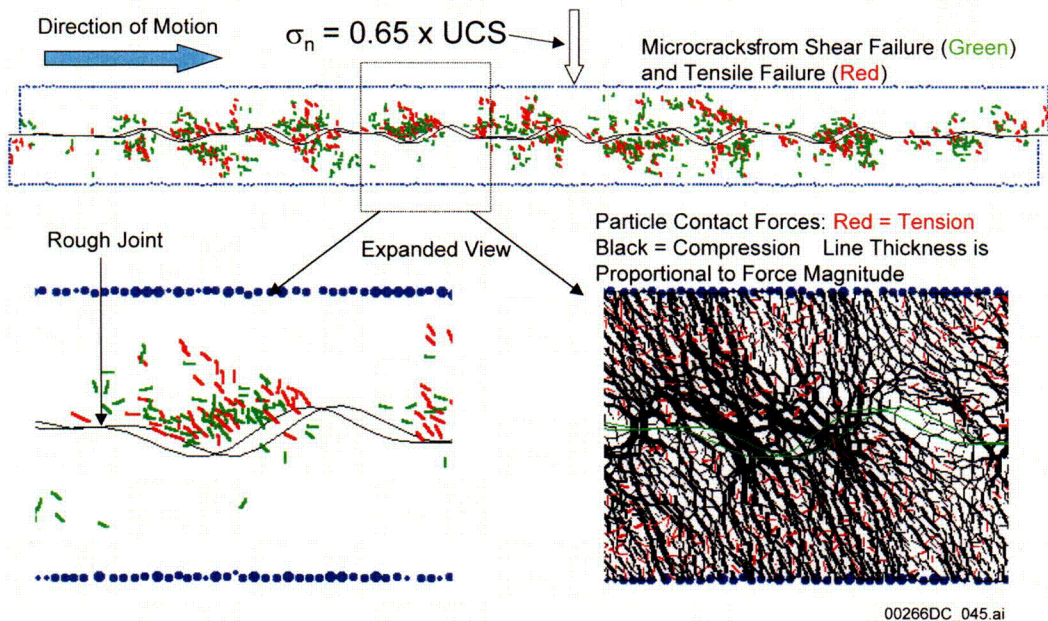 Direction of Motion
σn = 0.65 x UCS
Microcracksfrom Shear Failure (Green)
and Tensile Failure (Red)
Rough Joint
Expanded View
Particle Contact Forces: Red = Tension
Black = Compression Line Thickness is
Proportional to Force Magnitude
00266DC_045.ai